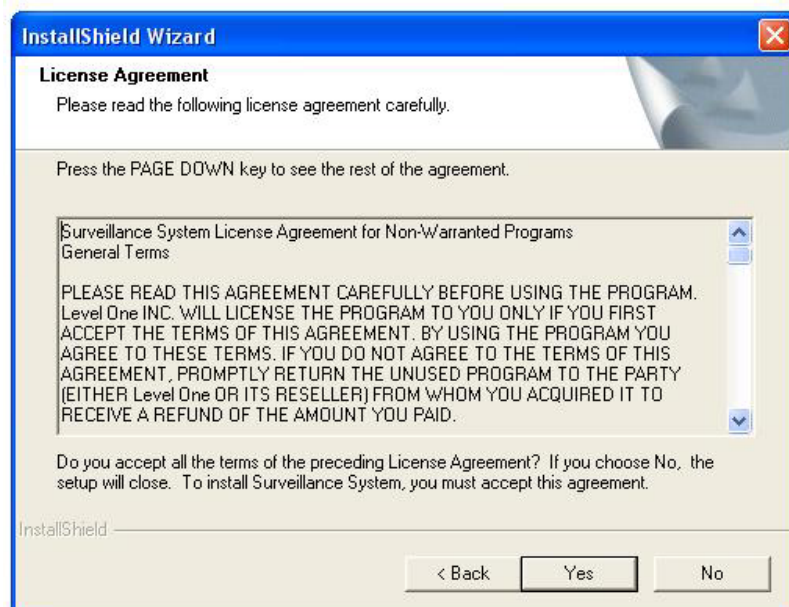 InstallShield Wizard
License Agreement
Please read the following license agreement carefully.
Press the PAGE DOWN key to see the rest of the agreement.
Surveillance System License Agreement for Non-Warranted Programs
General Terms
PLEASE READ THIS AGREEMENT CAREFULLY BEFORE USING THE PROGRAM.
Level One INC. WILL LICENSE THE PROGRAM TO YOU ONLY IF YOU FIRST
ACCEPT THE TERMS OF THIS AGREEMENT. BY USING THE PROGRAM YOU
AGREE TO THESE TERMS. IF YOU DO NOT AGREE TO THE TERMS OF THIS
AGREEMENT, PROMPTLY RETURN THE UNUSED PROGRAM TO THE PARTY
(EITHER Level One OR ITS RESELLER) FROM WHOM YOU ACQUIRED IT TO
RECEIVE A REFUND OF THE AMOUNT YOU PAID.
Do you accept all the terms of the preceding License Agreement? If you choose No, the
setup will close. To install Surveillance System, you must accept this agreement.
InstallShield
< Back
Yes
No